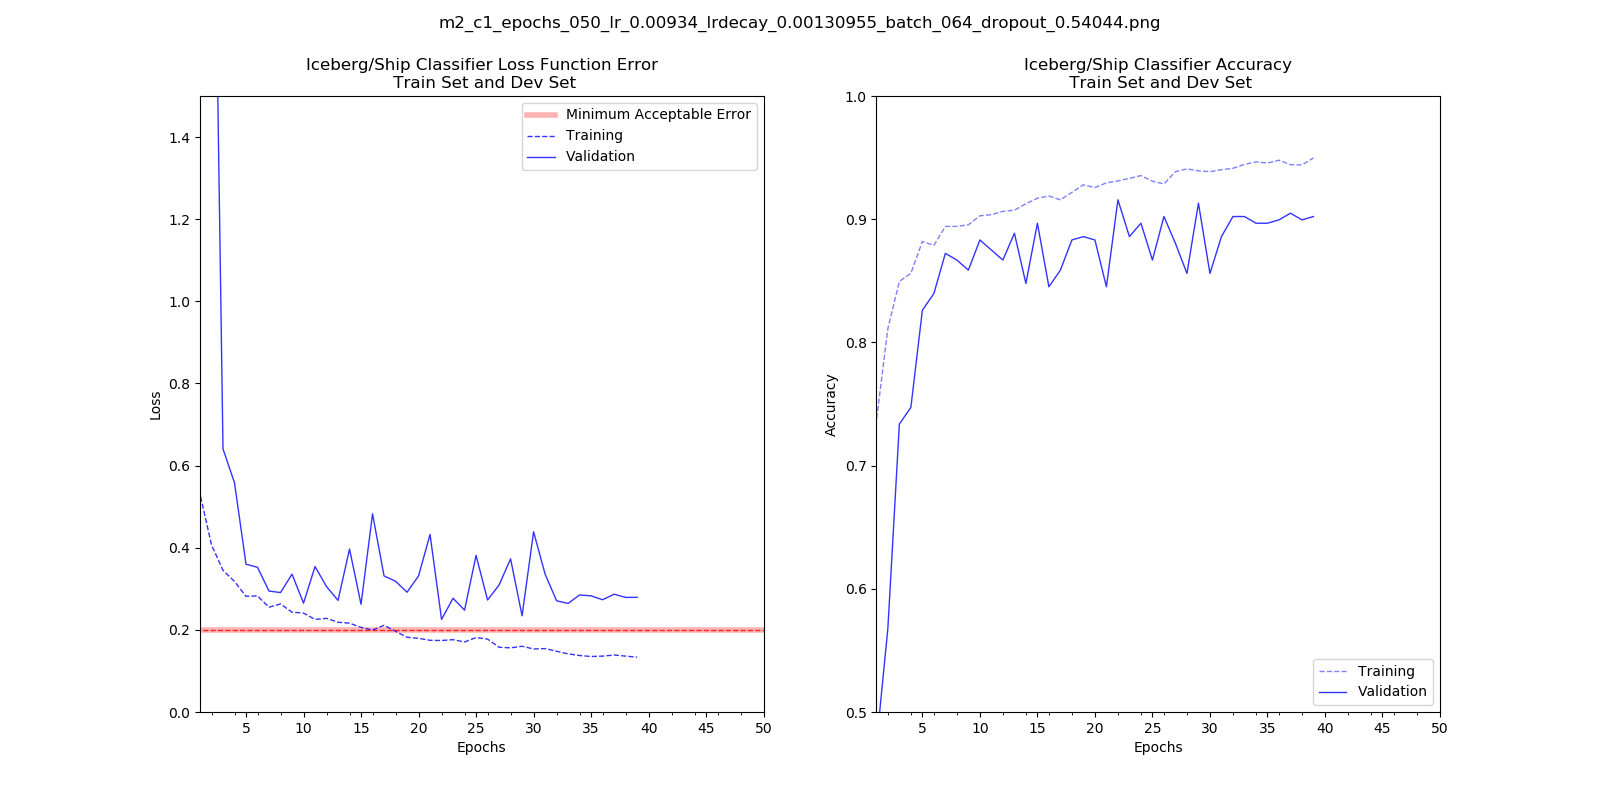 m2_c1_epochs_050_lr_0.00934_lrdecay_0.00130955_batch_064_dropout_0.54044.png
Iceberg/Ship Classifier Loss Function Error
Train Set and Dev Set
Minimum Acceptable Error
Training
Validation
1.4
1.2
1.0
0.8
0.6
0.4
0.2
0.0
Loss
5 10 15 20 25 30 35 40 45 50
Epochs
Iceberg/Ship Classifier Accuracy
Train Set and Dev Set
1.0
0.9
0.8
0.7
0.6
0.5
Accuracy
Training
Validation
5 10 15 20 25 30 35 40 45 50
Epochs